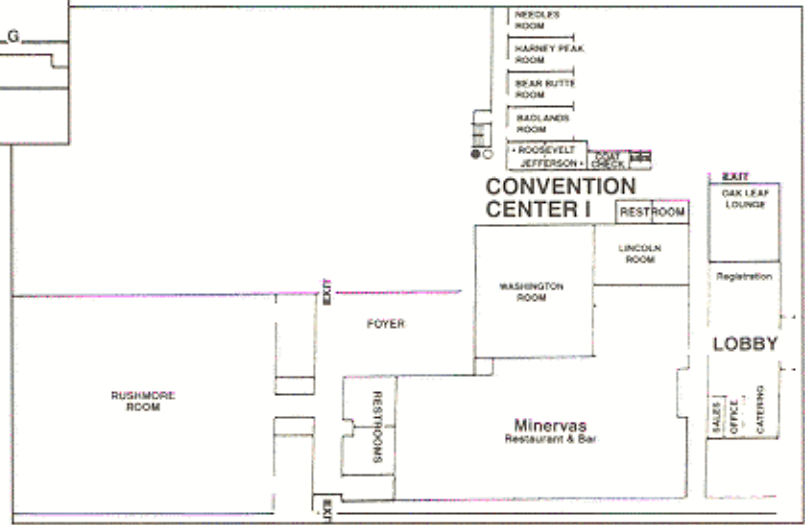 G
NEEDLES
ROOM
HARNEY PEAK
ROOM
BEAR BUTTE
ROOM
BADLANDS
ROOM
• ROOSEVELT
JEFFERSON •
COAT
CHECK
CONVENTION
CENTER I
RESTROOM
EXIT
OAK LEAF
LOUNGE
LINCOLN
ROOM
WASHINGTON
ROOM
Registration
EXIT
FOYER
LOBBY
RUSHMORE
ROOM
RESTROOMS
Minervas
Restaurant & Bar
SALES
OFFICE
CATERING
EXIT